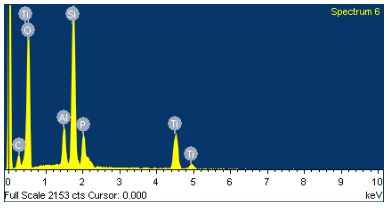 Spectrum 6
Ti
Si
O
Al
P
Ti
C
Ti
0 1 2 3 4 5 6 7 8 9 10
Full Scale 2153 cts Cursor: 0.000 keV